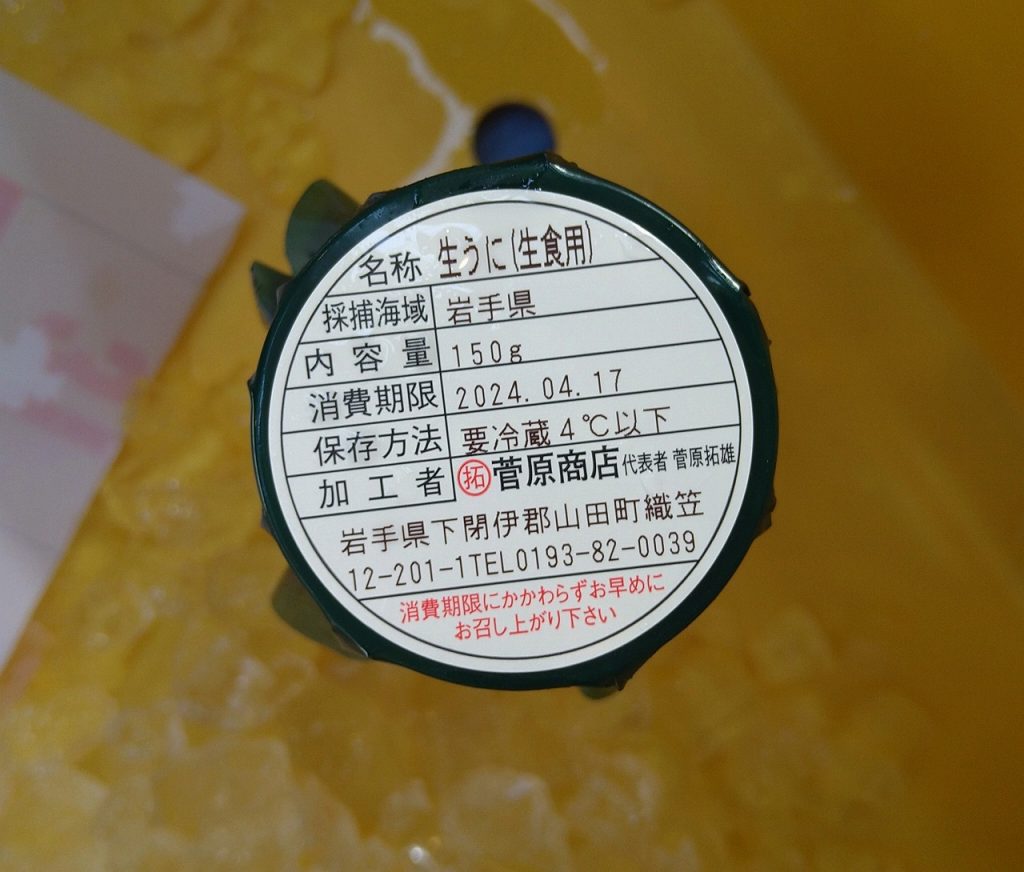 名称 生うに(生食用)
採捕海域 岩手県
内容量 150g
消費期限 2024.04.17
保存方法 要冷蔵4℃以下
加工者 拓菅原商店代表者 菅原拓雄
岩手県下閉伊郡山田町織笠
12-201-1TEL0193-82-0039
消費期限にかかわらずお早めに
お召し上がり下さい